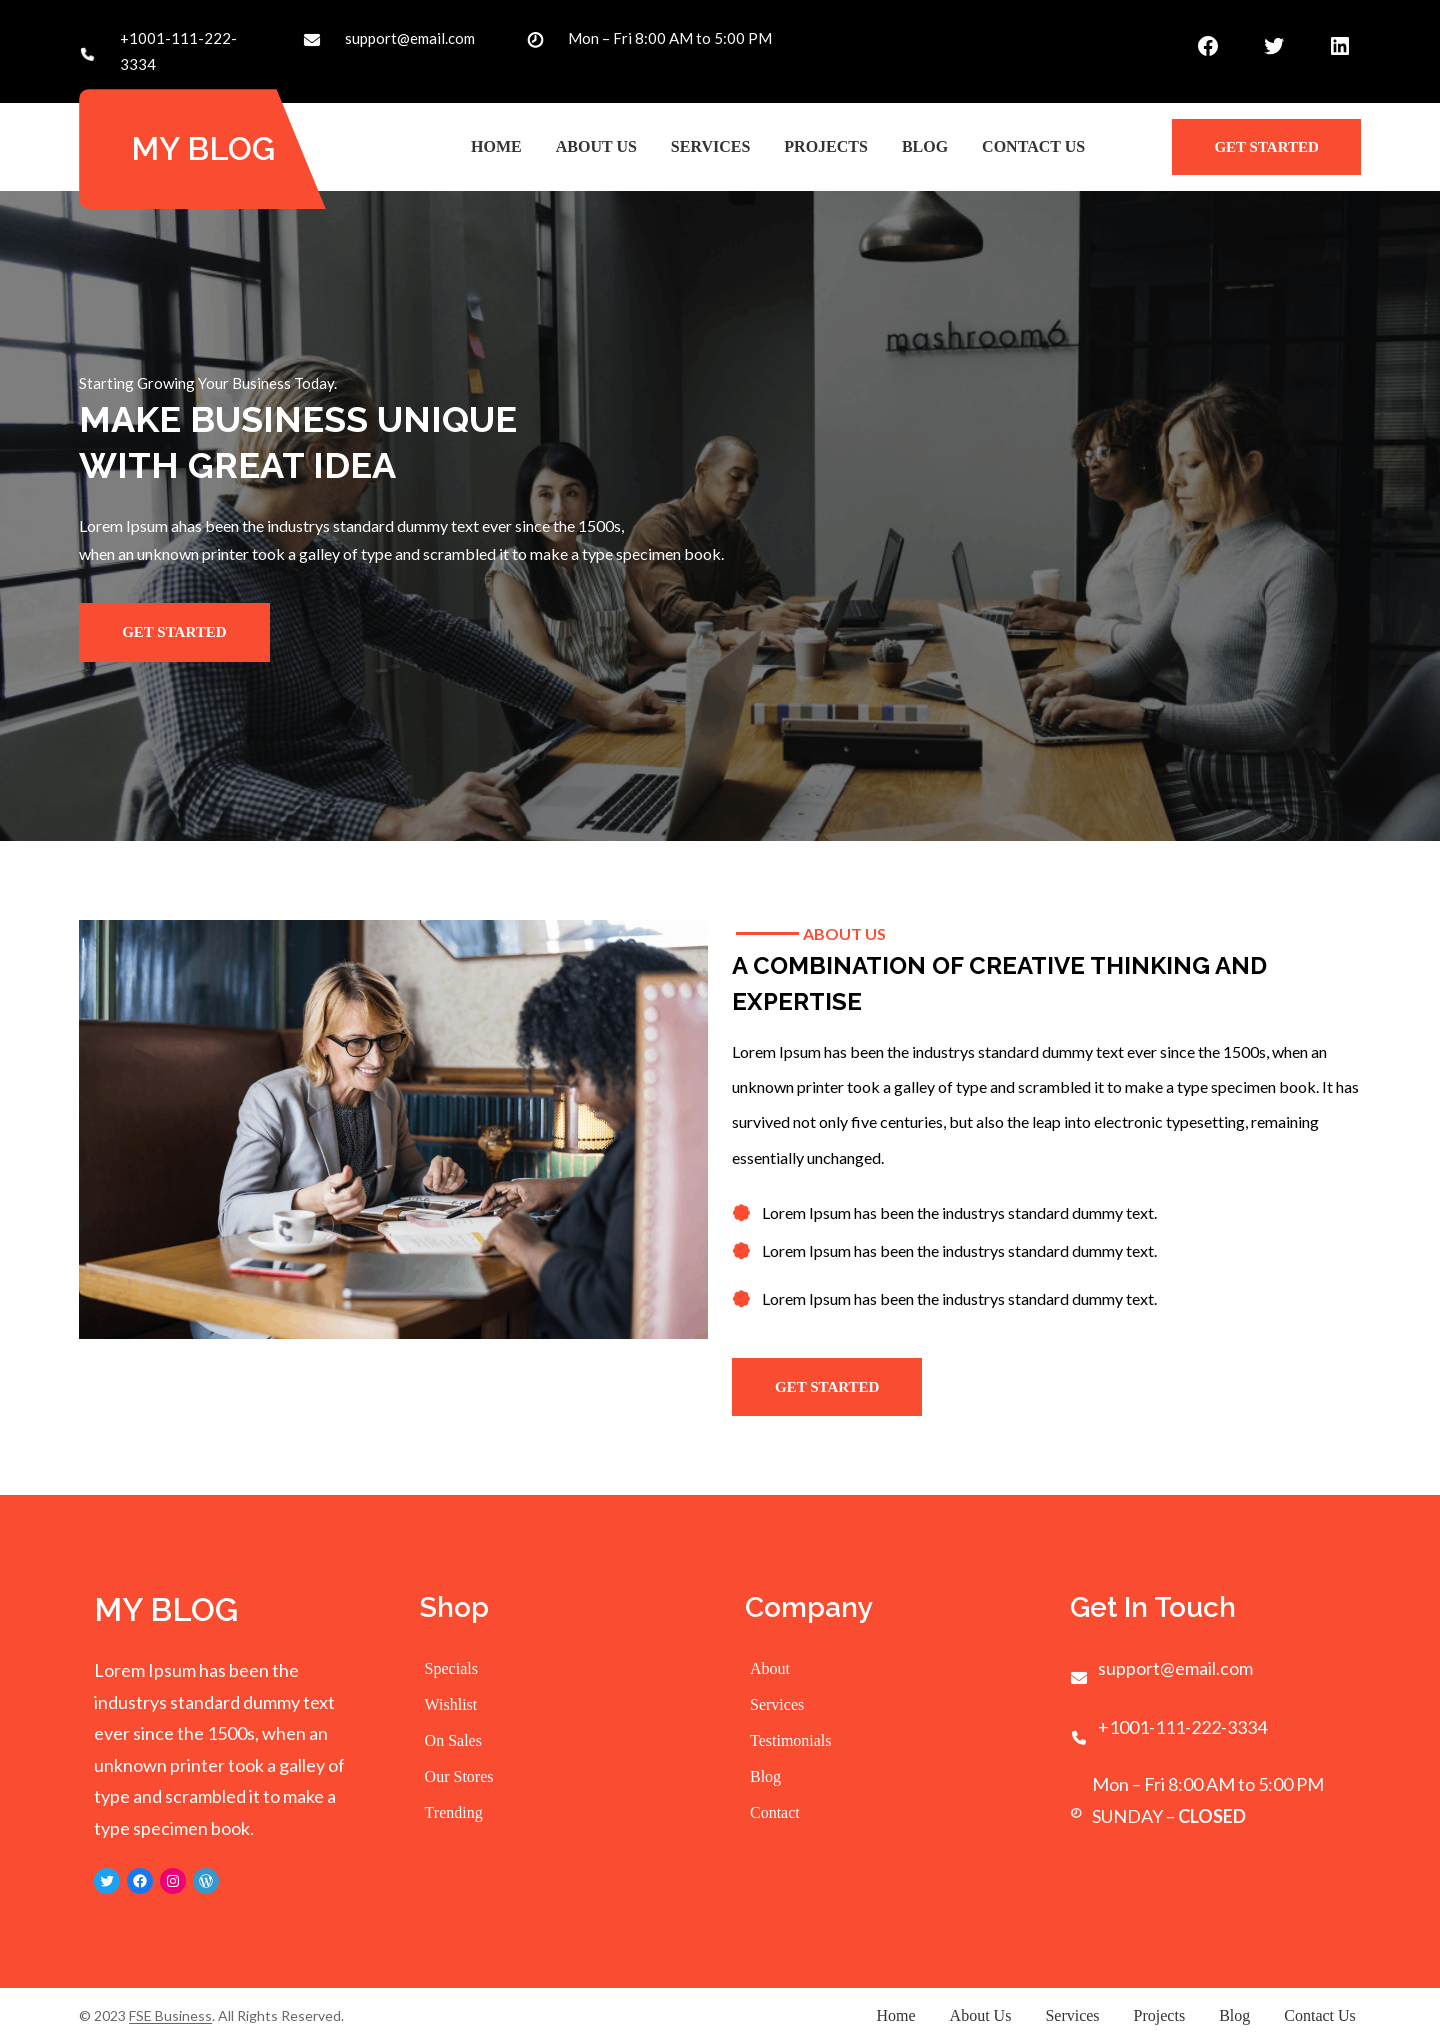 +1001-111-222-
3334
support@email.com
Mon – Fri 8:00 AM to 5:00 PM
MY BLOG
HOME ABOUT US SERVICES PROJECTS BLOG CONTACT US
GET STARTED
mashroom6
Starting Growing Your Business Today.
MAKE BUSINESS UNIQUE
WITH GREAT IDEA
Lorem Ipsum ahas been the industrys standard dummy text ever since the 1500s,
when an unknown printer took a galley of type and scrambled it to make a type specimen book.
GET STARTED
ABOUT US
A COMBINATION OF CREATIVE THINKING AND
EXPERTISE
Lorem Ipsum has been the industrys standard dummy text ever since the 1500s, when an
unknown printer took a galley of type and scrambled it to make a type specimen book. It has
survived not only five centuries, but also the leap into electronic typesetting, remaining
essentially unchanged.
Lorem Ipsum has been the industrys standard dummy text.
Lorem Ipsum has been the industrys standard dummy text.
Lorem Ipsum has been the industrys standard dummy text.
GET STARTED
MY BLOG
Lorem Ipsum has been the
industrys standard dummy text
ever since the 1500s, when an
unknown printer took a galley of
type and scrambled it to make a
type specimen book.
Shop
Specials
Wishlist
On Sales
Our Stores
Trending
Company
About
Services
Testimonials
Blog
Contact
Get In Touch
support@email.com
+1001-111-222-3334
Mon – Fri 8:00 AM to 5:00 PM
SUNDAY – CLOSED
© 2023 FSE Business. All Rights Reserved.
Home About Us Services Projects Blog Contact Us